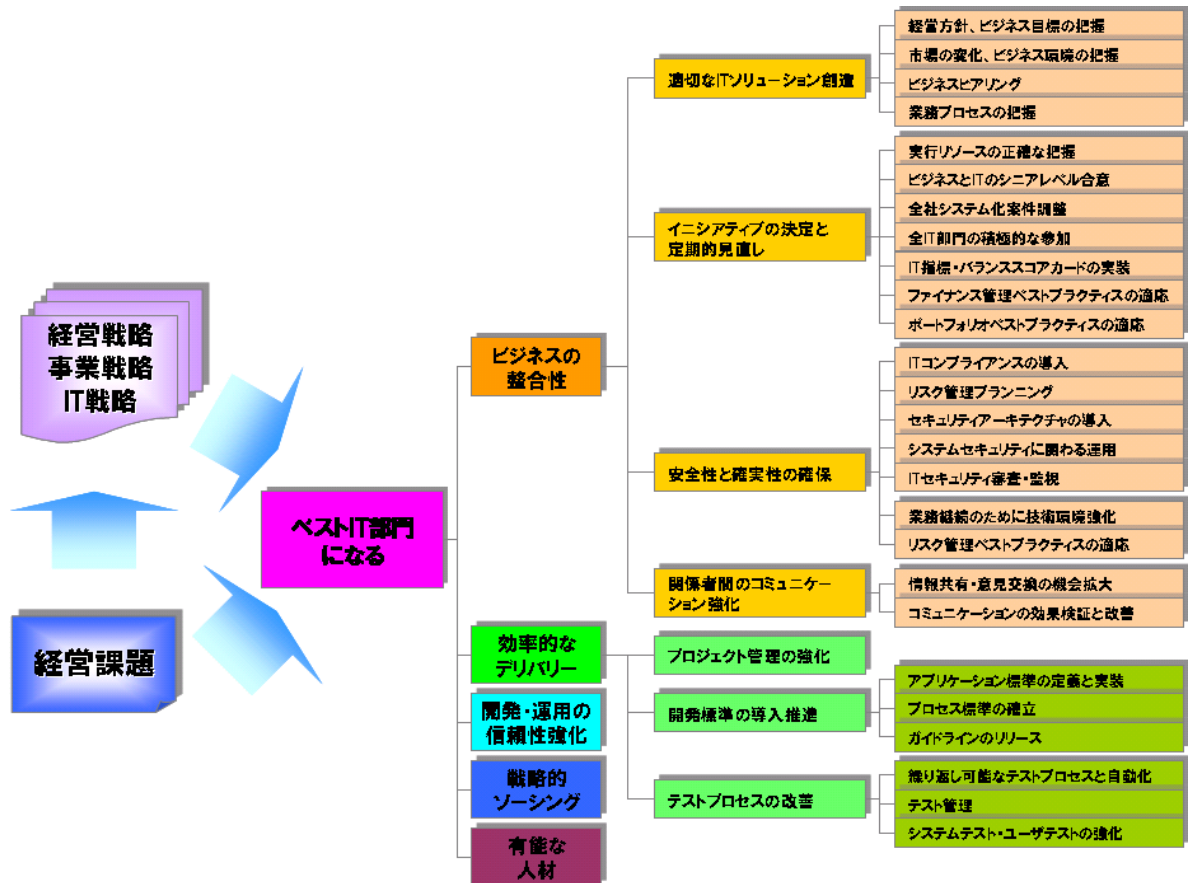 経営戦略
事業戦略
IT戦略
経営課題
ベストIT部門
になる
ビジネスの
整合性
適切なITソリューション創造
経営方針、ビジネス目標の把握
市場の変化、ビジネス環境の把握
ビジネスヒアリング
業務プロセスの把握
イニシアティブの決定と
定期的見直し
実行リソースの正確な把握
ビジネスとITのシニアレベル合意
全社システム化案件調整
全IT部門の積極的な参加
IT指標・バランススコアカードの実装
ファイナンス管理ベストプラクティスの適応
ポートフォリオベストプラクティスの適応
安全性と確実性の確保
ITコンプライアンスの導入
リスク管理プランニング
セキュリティアーキテクチャの導入
システムセキュリティに関わる運用
ITセキュリティ審査・監視
業務継続のために技術環境強化
リスク管理ベストプラクティスの適応
関係者間のコミュニケー
ション強化
情報共有・意見交換の機会拡大
コミュニケーションの効果検証と改善
効率的な
デリバリー
プロジェクト管理の強化
開発標準の導入推進
アプリケーション標準の定義と実装
プロセス標準の確立
ガイドラインのリリース
テストプロセスの改善
繰り返し可能なテストプロセスと自動化
テスト管理
システムテスト・ユーザテストの強化
開発・運用の
信頼性強化
戦略的
ソーシング
有能な
人材